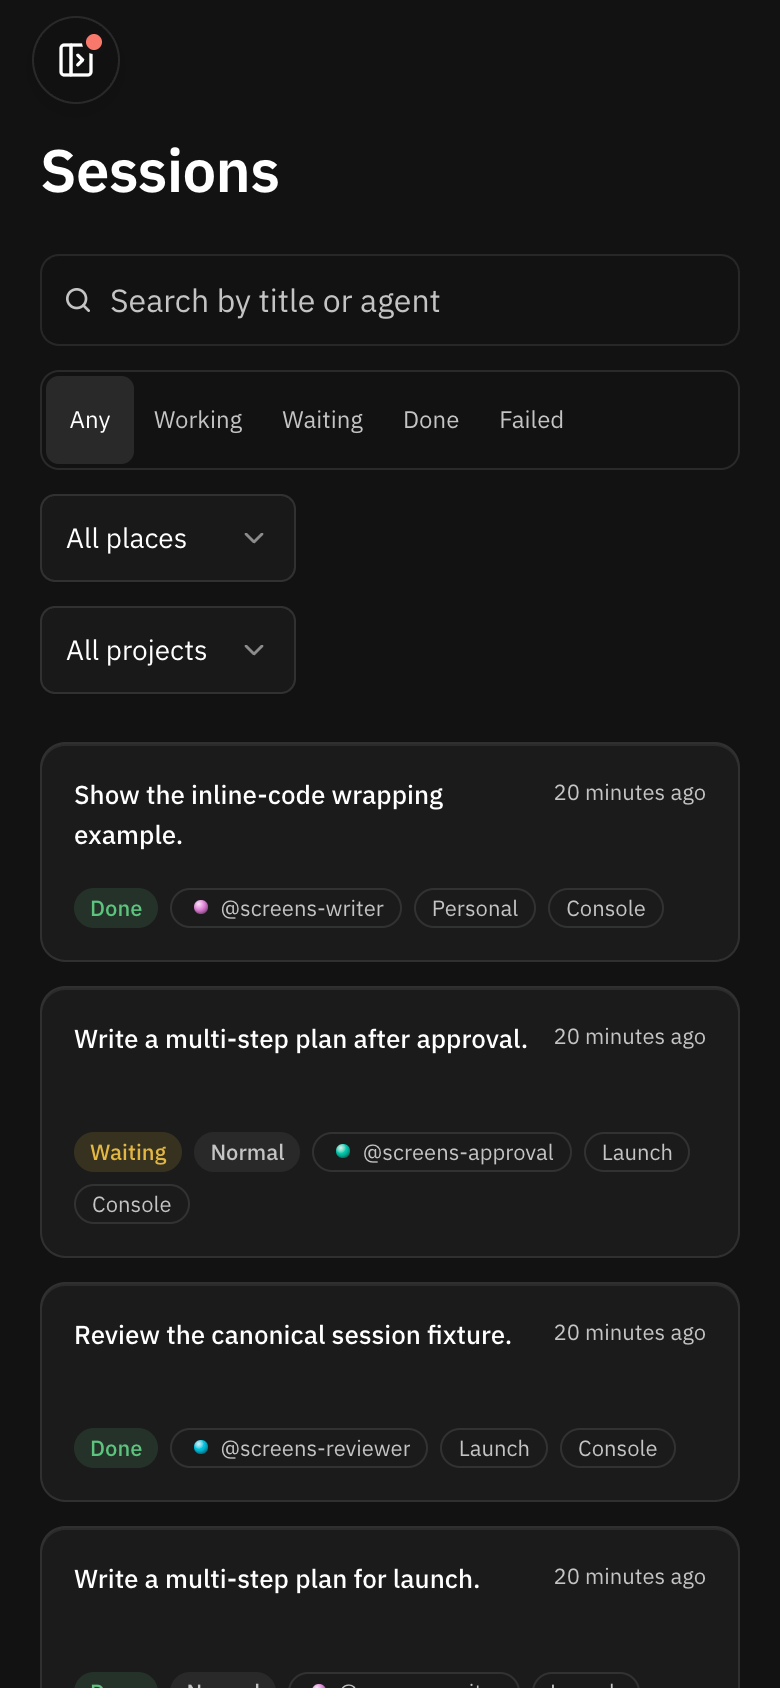 Sessions
Search by title or agent
Any Working Waiting Done Failed
All places
All projects
Show the inline-code wrapping 20 minutes ago
example.
Done @screens-writer Personal Console
Write a multi-step plan after approval. 20 minutes ago
Waiting Normal @screens-approval Launch
Console
Review the canonical session fixture. 20 minutes ago
Done @screens-reviewer Launch Console
Write a multi-step plan for launch. 20 minutes ago